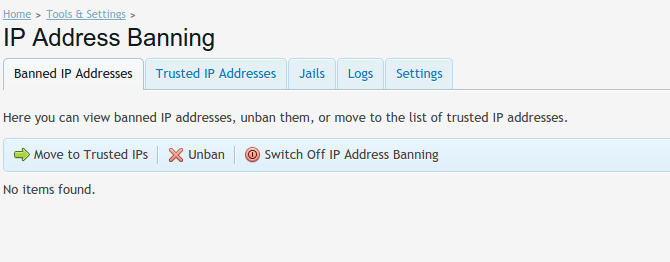 Home > Tools & Settings >
IP Address Banning
Banned IP Addresses Trusted IP Addresses Jails Logs Settings
Here you can view banned IP addresses, unban them, or move to the list of trusted IP addresses.
Move to Trusted IPs Unban Switch Off IP Address Banning
No items found.